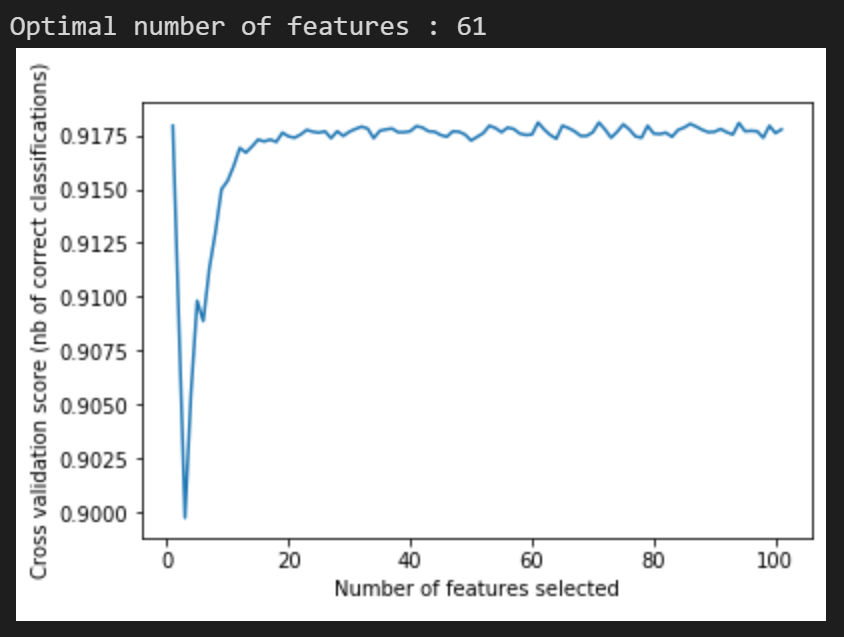 Optimal number of features : 61
Cross validation score (nb of correct classifications)
0.9175
0.9150
0.9125
0.9100
0.9075
0.9050
0.9025
0.9000
0 20 40 60 80 100
Number of features selected